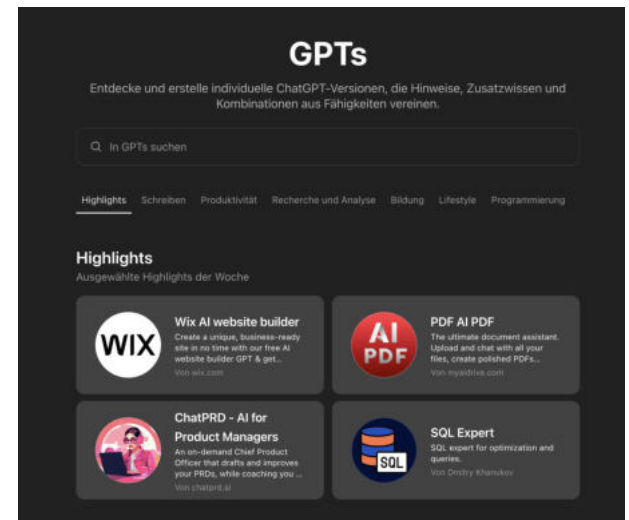 GPTs
Entdecke und erstelle individuelle ChatGPT-Versionen, die Hinweise, Zusatzwissen und
Kombinationen aus Fähigkeiten vereinen.
In GPTs suchen
Highlights Schreiben Produktivität Recherche und Analyse Bildung Lifestyle Programmierung
Highlights
Ausgewählte Highlights der Woche
WIX
Wix AI website builder
Create a unique, business-ready
site in no time with our free AI
website builder GPT & get...
Von wix.com
AI
PDF
PDF AI PDF
The ultimate document assistant.
Upload and chat with all your
files, create polished PDFs...
Von myaidrive.com
ChatPRD - AI for
Product Managers
An on-demand Chief Product
Officer that drafts and improves
your PRDs, while coaching you ...
Von chatprd.ai
SQL
SQL Expert
SQL expert for optimization and
queries.
Von Dmitry Khanukov